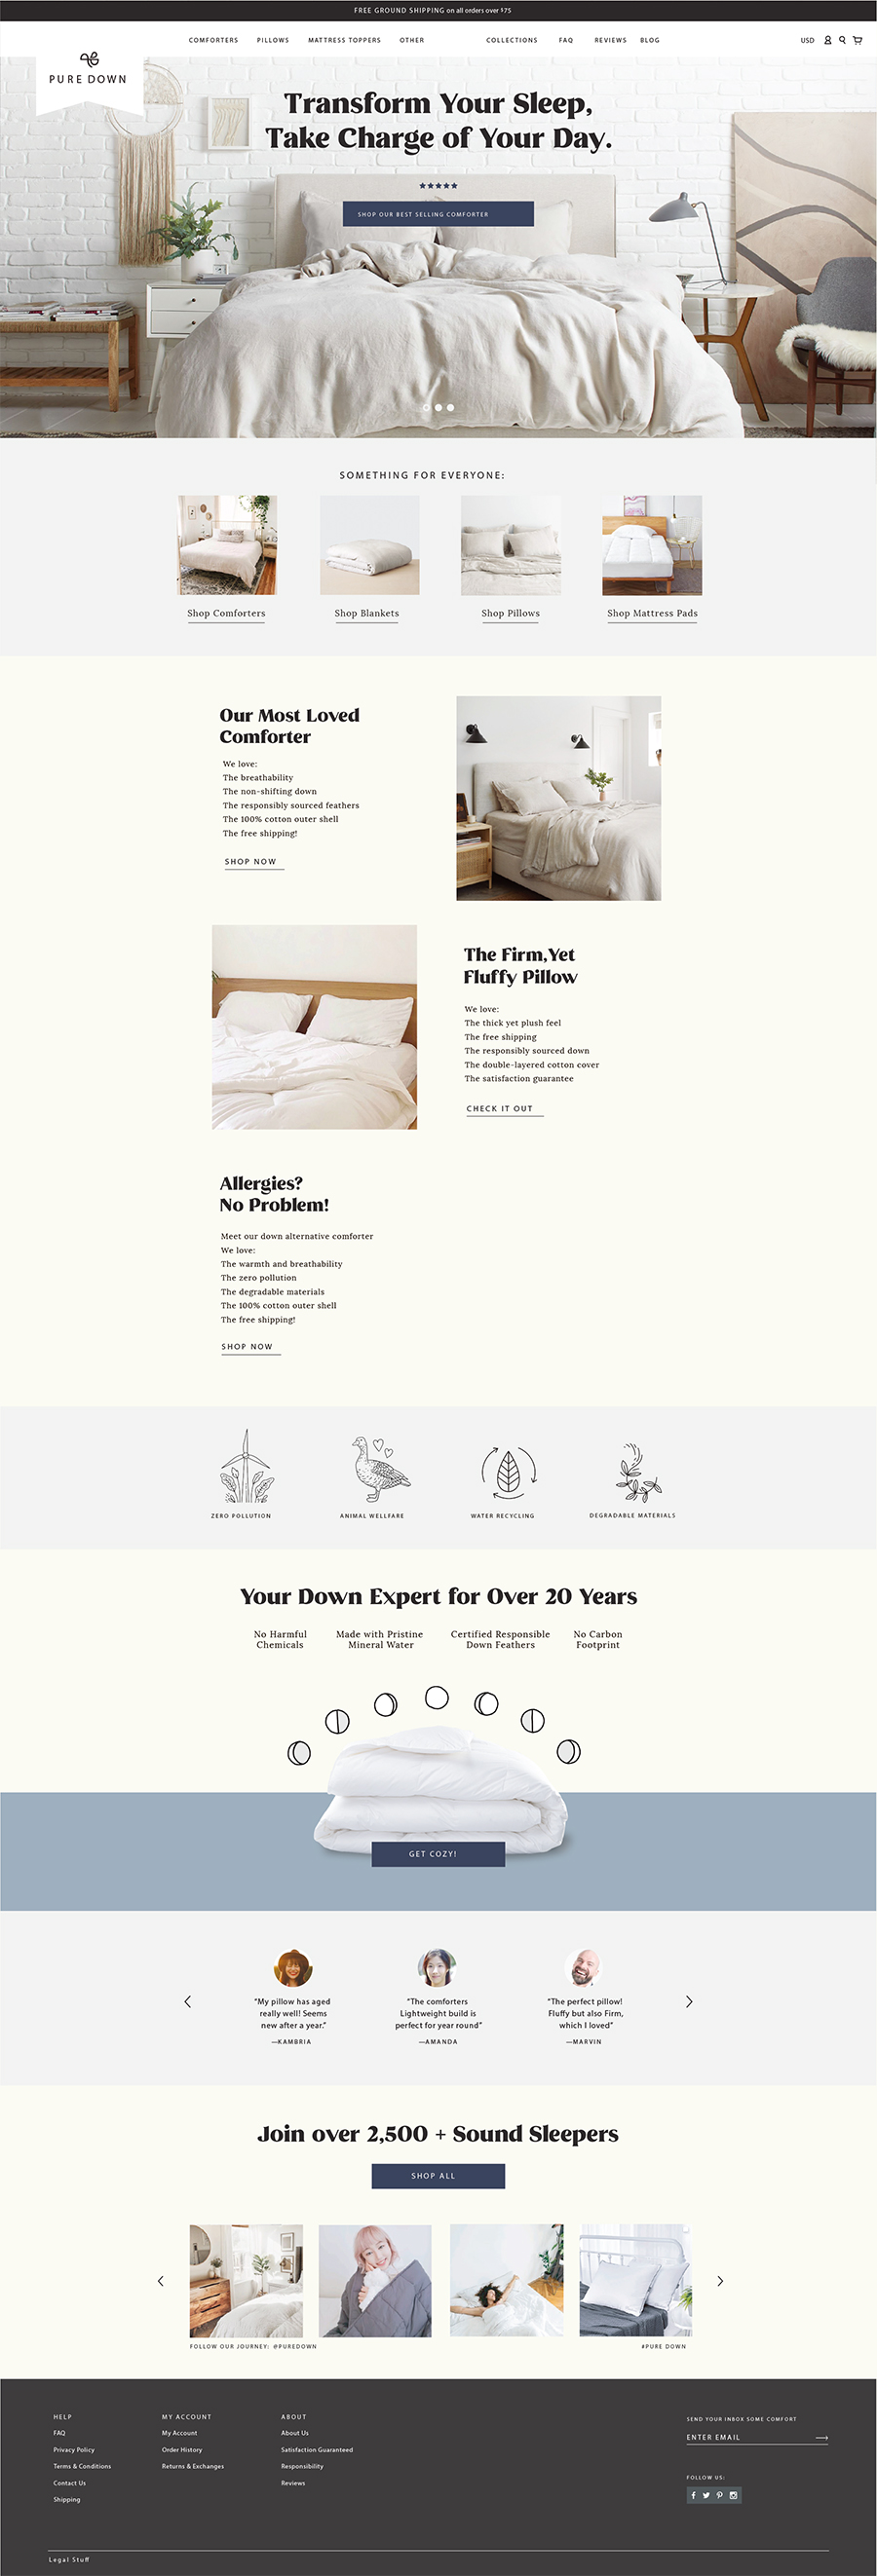 FREE GROUND SHIPPING on all orders over $75
COMFORTERS PILLOWS MATTRESS TOPPERS OTHER COLLECTIONS FAQ REVIEWS BLOG USD
PURE DOWN
Transform Your Sleep,
Take Charge of Your Day.
SHOP OUR BEST SELLING COMFORTER
SOMETHING FOR EVERYONE:
Shop Comforters
Shop Blankets
Shop Pillows
Shop Mattress Pads
Our Most Loved
Comforter
We love:
The breathability
The non-shifting down
The responsibly sourced feathers
The 100% cotton outer shell
The free shipping!
SHOP NOW
The Firm,Yet
Fluffy Pillow
We love:
The thick yet plush feel
The free shipping
The responsibly sourced down
The double-layered cotton cover
The satisfaction guarantee
CHECK IT OUT
Allergies?
No Problem!
Meet our down alternative comforter
We love:
The warmth and breathability
The zero pollution
The degradable materials
The 100% cotton outer shell
The free shipping!
SHOP NOW
ZERO POLLUTION
ANIMAL WELLFARE
WATER RECYCLING
DEGRADABLE MATERIALS
Your Down Expert for Over 20 Years
No Harmful
Chemicals
Made with Pristine
Mineral Water
Certified Responsible
Down Feathers
No Carbon
Footprint
GET COZY!
"My pillow has aged
really well! Seems
new after a year."
—KAMBRIA
"The comforters
Lightweight build is
perfect for year round"
—AMANDA
"The perfect pillow!
Fluffy but also Firm,
which I loved"
—MARVIN
Join over 2,500 + Sound Sleepers
SHOP ALL
FOLLOW OUR JOURNEY: @PUREDOWN
#PURE DOWN
HELP
FAQ
Privacy Policy
Terms & Conditions
Contact Us
Shipping
MY ACCOUNT
My Account
Order History
Returns & Exchanges
ABOUT
About Us
Satisfaction Guaranteed
Responsibility
Reviews
SEND YOUR INBOX SOME COMFORT
ENTER EMAIL
FOLLOW US:
Legal Stuff